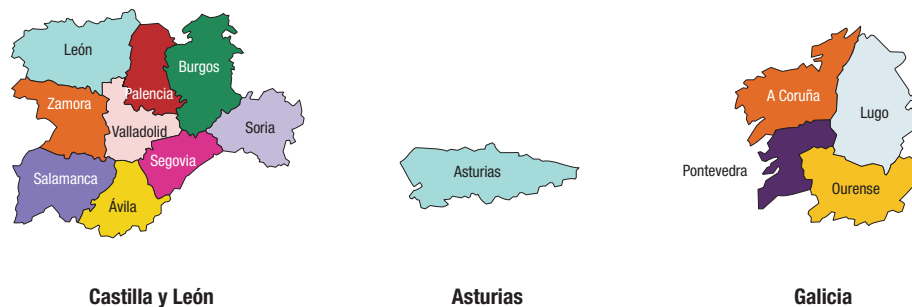 León
Palencia
Burgos
Zamora
Valladolid
Soria
Segovia
Salamanca
Ávila
Castilla y León
Asturias
Asturias
A Coruña
Lugo
Pontevedra
Ourense
Galicia